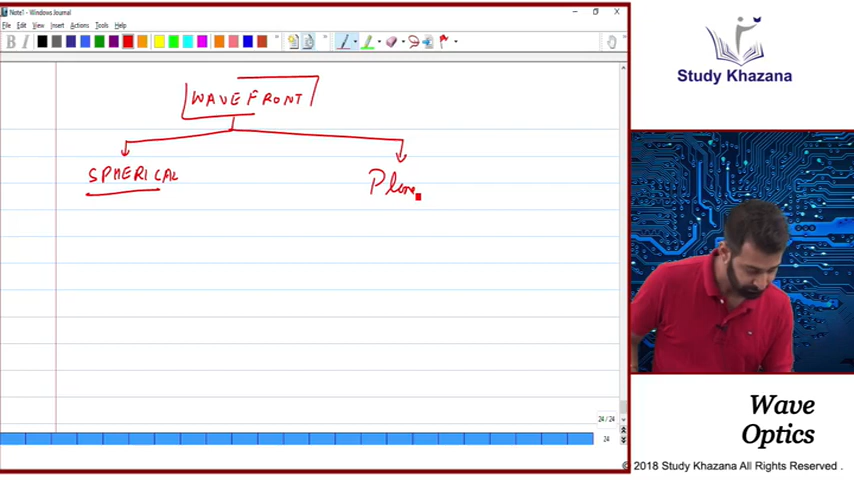 Note1 - Windows Journal
File Edit View Insert Actions Tools Help
B I
WAVEFRONT
SPHERICAL
Plane
24 / 24
24
Study Khazana
Wave
Optics
© 2018 Study Khazana All Rights Reserved .